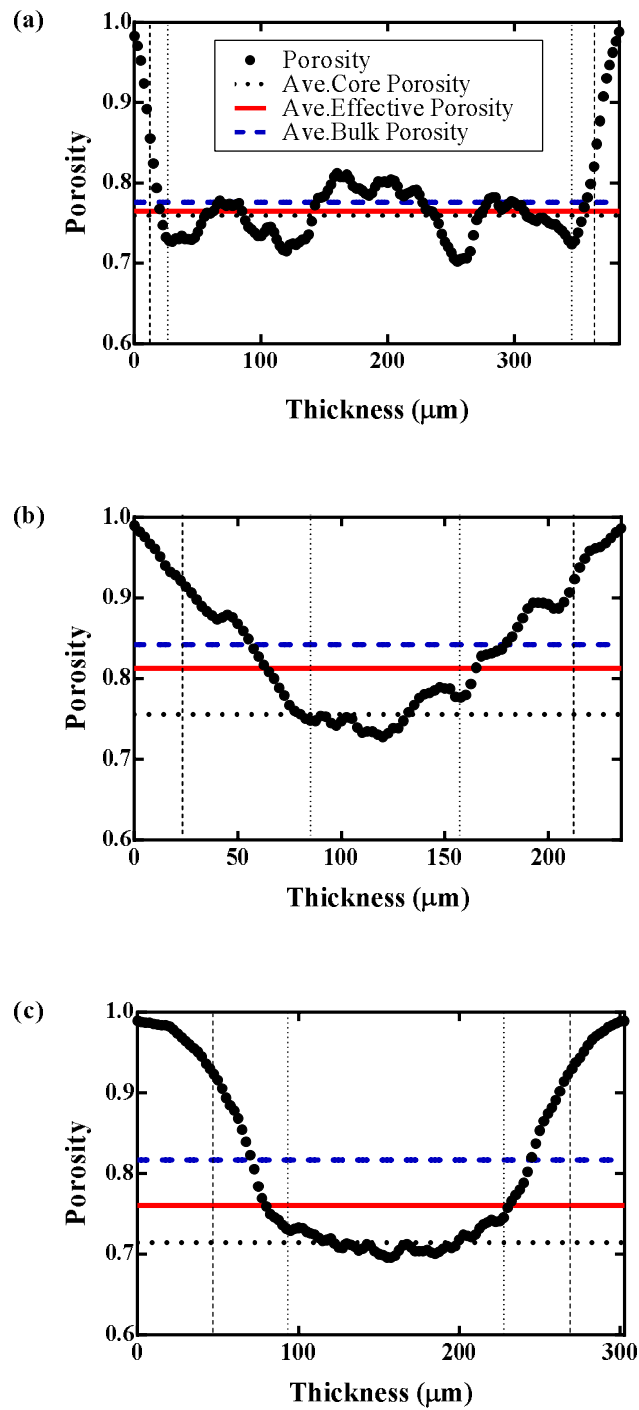 (a)
1.0
0.9
0.8
0.7
0.6
Porosity
Porosity
Ave.Core Porosity
Ave.Effective Porosity
Ave.Bulk Porosity
0
100
200
300
Thickness (μm)
(b)
1.0
0.9
0.8
0.7
0.6
Porosity
0
50
100
150
200
Thickness (μm)
(c)
1.0
0.9
0.8
0.7
0.6
Porosity
0
100
200
300
Thickness (μm)